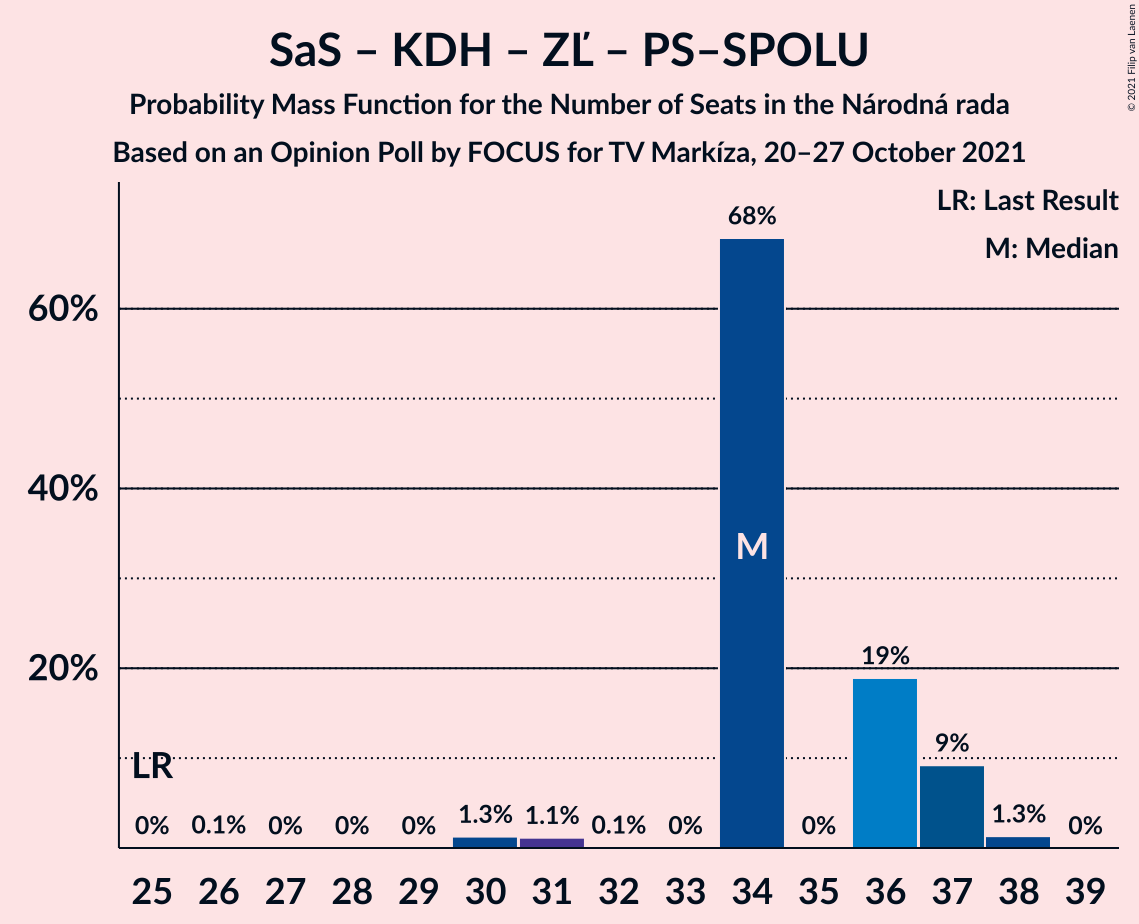 SaS – KDH – ZĽ – PS–SPOLU
Probability Mass Function for the Number of Seats in the Národná rada
Based on an Opinion Poll by FOCUS for TV Markíza, 20–27 October 2021
© 2021 Filip van Laenen
LR: Last Result
M: Median
68%
60%
40%
M
20%
19%
9%
LR
0% 0.1% 0% 0% 0% 1.3% 1.1% 0.1% 0% 0% 1.3% 0%
25 26 27 28 29 30 31 32 33 34 35 36 37 38 39